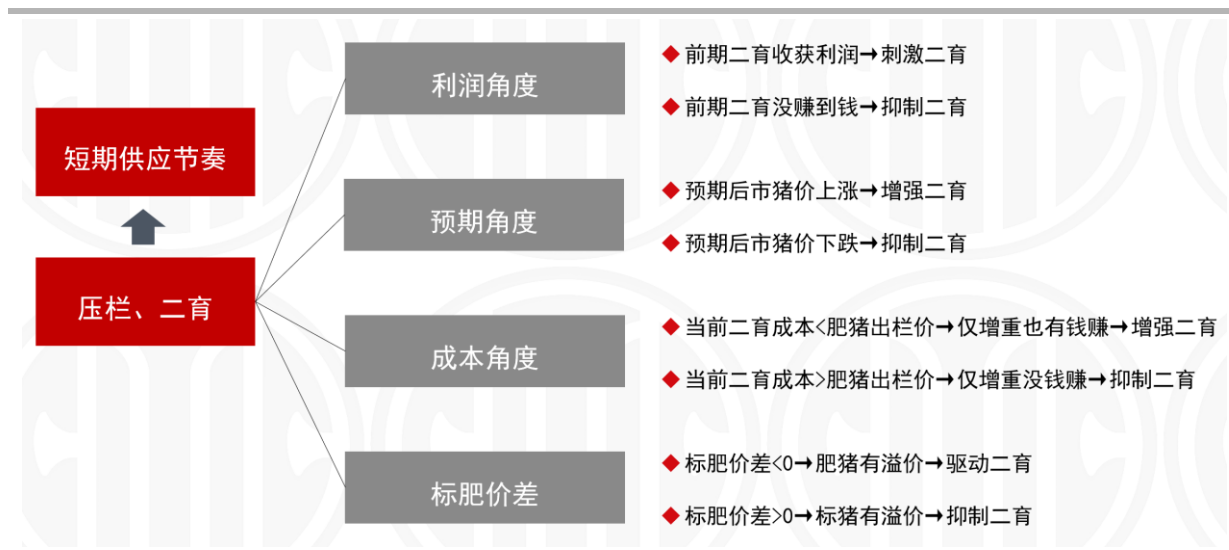 短期供应节奏
压栏、二育
利润角度
◆前期二育收获利润→刺激二育
◆前期二育没赚到钱→抑制二育
预期角度
◆预期后市猪价上涨→增强二育
◆预期后市猪价下跌→抑制二育
成本角度
◆当前二育成本<肥猪出栏价→仅增重也有钱赚→增强二育
◆当前二育成本>肥猪出栏价→仅增重没钱赚→抑制二育
标肥价差
◆标肥价差<0→肥猪有溢价→驱动二育
◆标肥价差>0→标猪有溢价→抑制二育